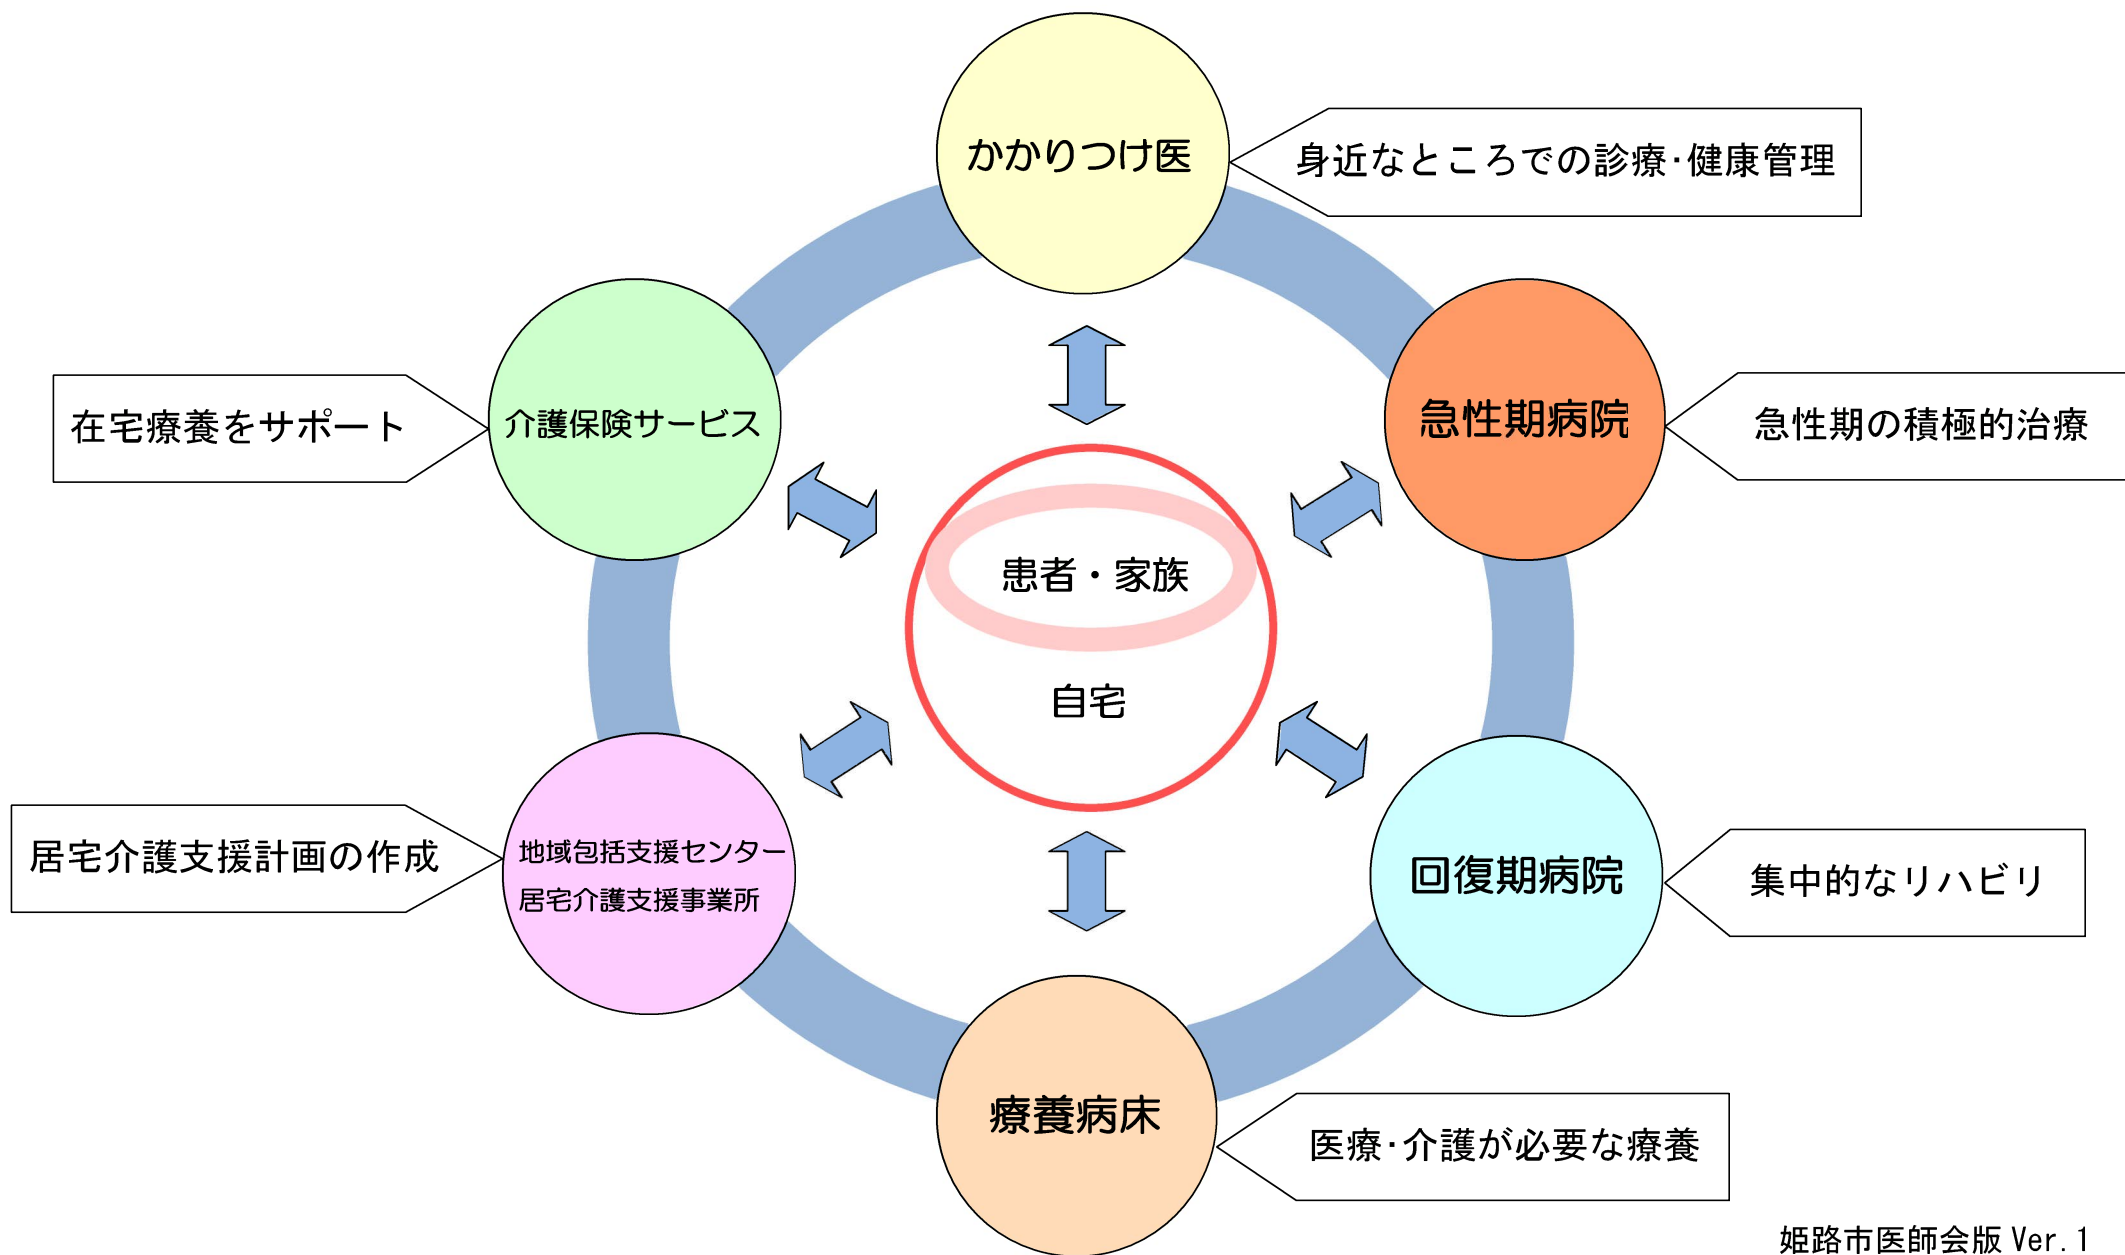 かかりつけ医
身近なところでの診療･健康管理
介護保険サービス
在宅療養をサポート
急性期病院
急性期の積極的治療
患者・家族
自宅
地域包括支援センター
居宅介護支援事業所
居宅介護支援計画の作成
回復期病院
集中的なリハビリ
療養病床
医療･介護が必要な療養
姫路市医師会版 Ver.1